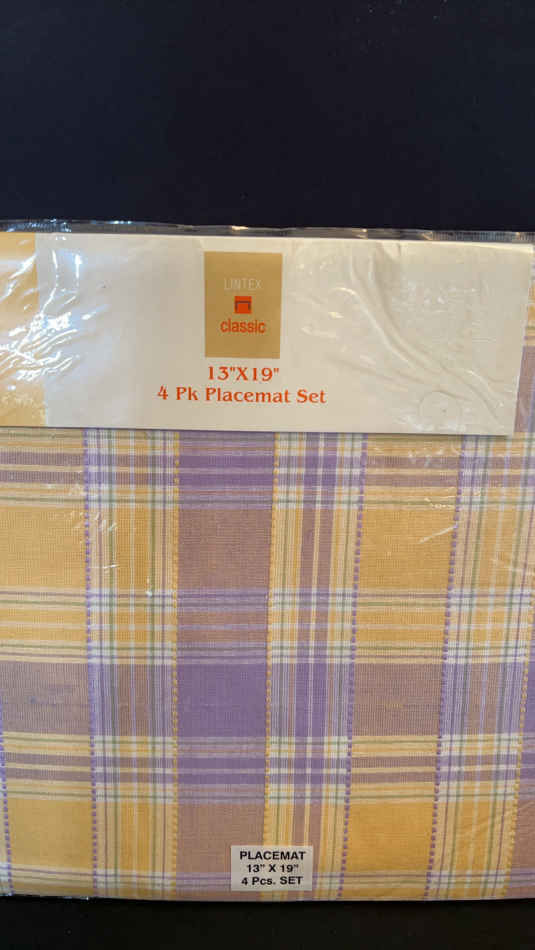 LINTEX
classic
13"X19"
4 Pk Placemat Set
PLACEMAT
13" X 19"
4 Pcs. SET